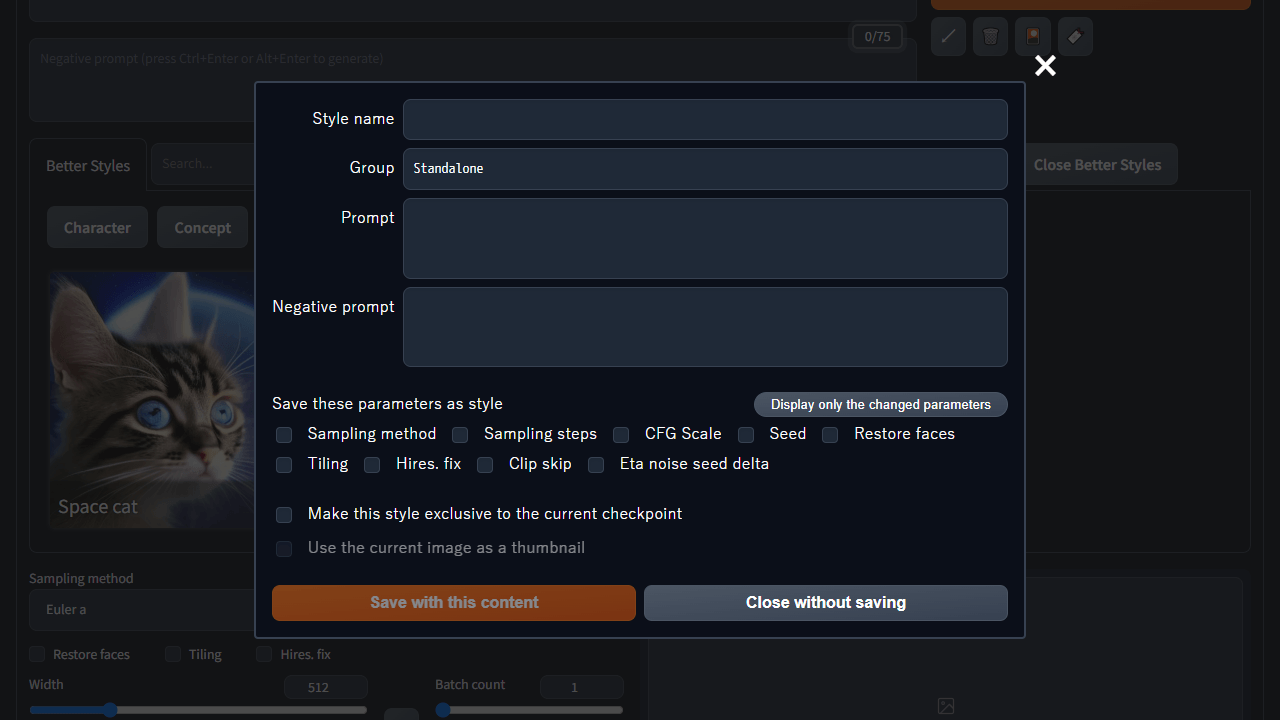 0/75
Negative prompt (press Ctrl+Enter or Alt+Enter to generate)
Style name
Better Styles
Search...
Close Better Styles
Group
Standalone
Prompt
Character
Concept
Negative prompt
Save these parameters as style
Display only the changed parameters
Sampling method
Sampling steps
CFG Scale
Seed
Restore faces
Tiling
Hires. fix
Clip skip
Eta noise seed delta
Space cat
Make this style exclusive to the current checkpoint
Use the current image as a thumbnail
Sampling method
Euler a
Save with this content
Close without saving
Restore faces
Tiling
Hires. fix
Width
512
Batch count
1